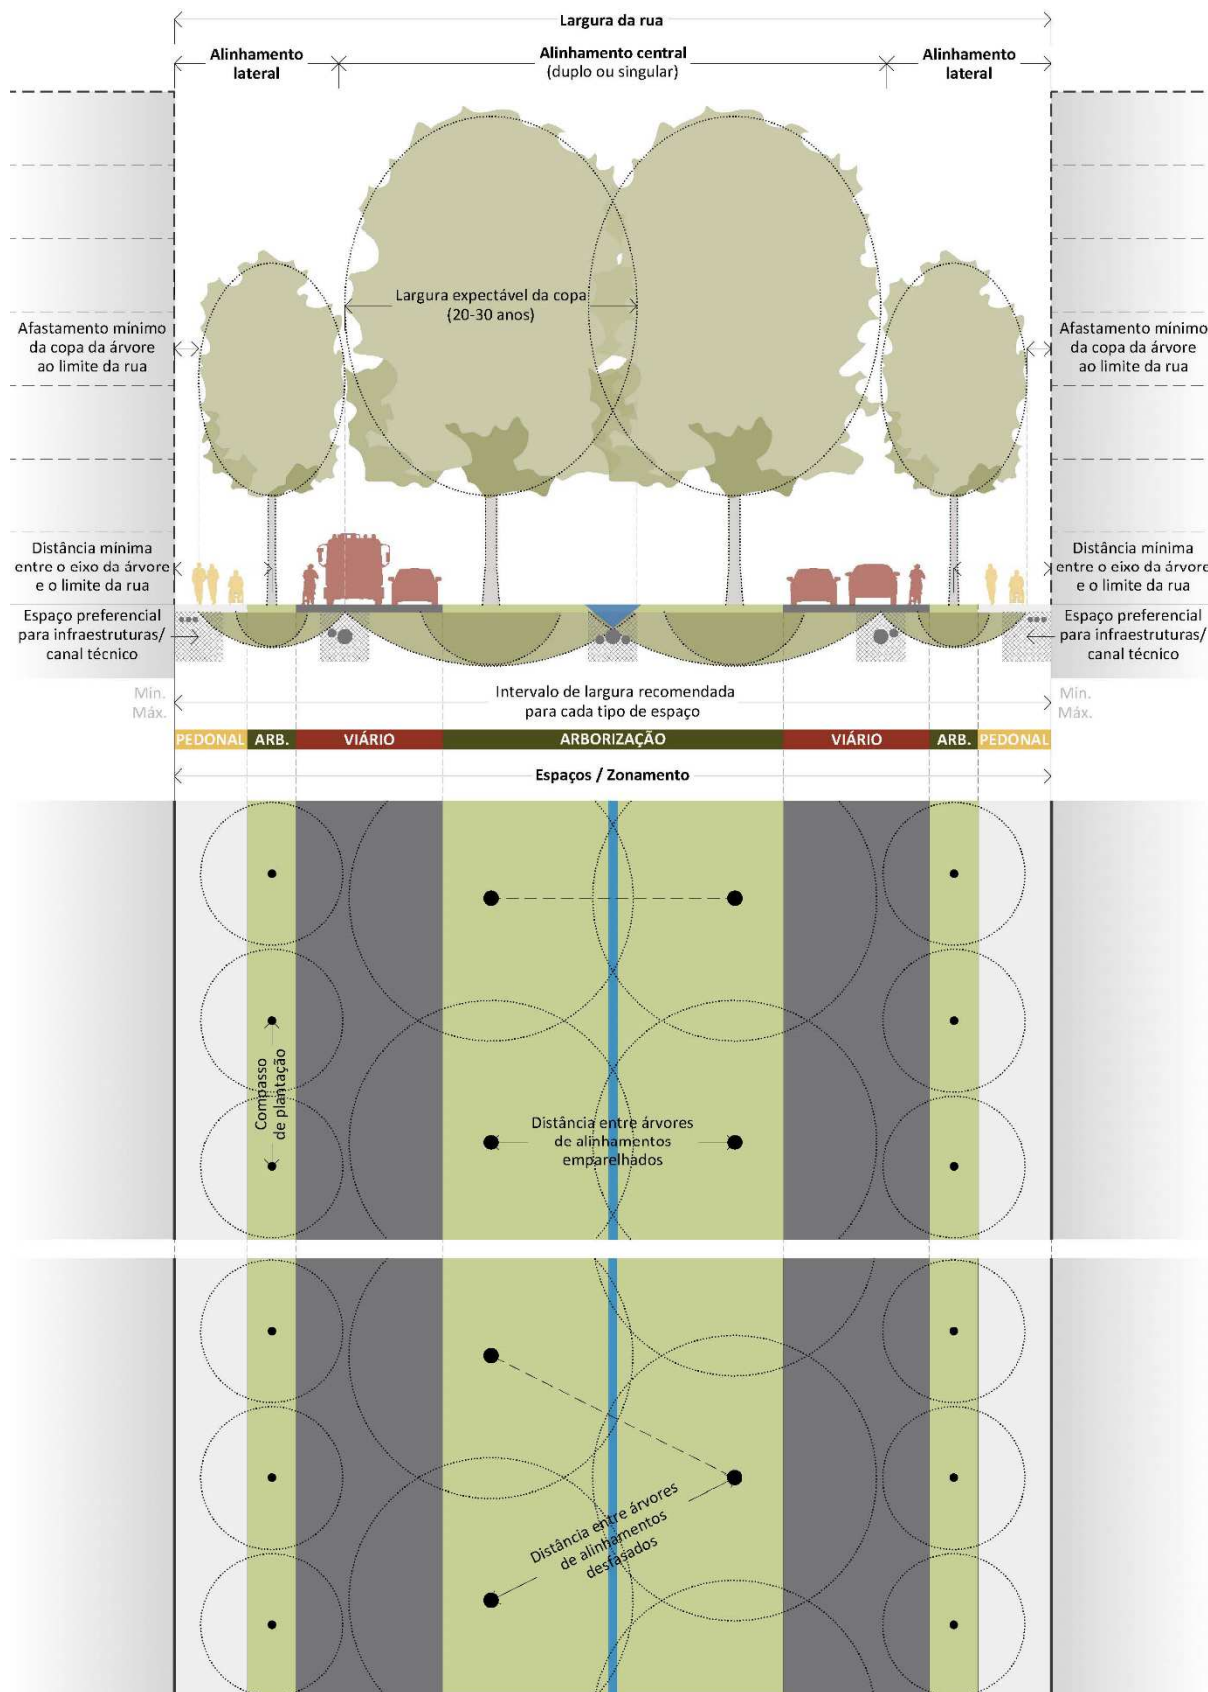 Largura da rua
Alinhamento
lateral
Alinhamento central
(duplo ou singular)
Alinhamento
lateral
Largura expectável da copa
(20-30 anos)
Afastamento mínimo
da copa da árvore
ao limite da rua
Afastamento mínimo
da copa da árvore
ao limite da rua
Distância mínima
entre o eixo da árvore
e o limite da rua
Distância mínima
entre o eixo da árvore
e o limite da rua
Espaço preferencial
para infraestruturas/
canal técnico
Espaço preferencial
para infraestruturas/
canal técnico
Mín.
Máx.
Intervalo de largura recomendada
para cada tipo de espaço
Mín.
Máx.
PEDONAL ARB. VIÁRIO ARBORIZAÇÃO VIÁRIO ARB. PEDONAL
Espaços / Zonamento
Compasso
de plantação
Distância entre árvores
de alinhamentos
emparelhados
Distância entre árvores
de alinhamentos
desfasados